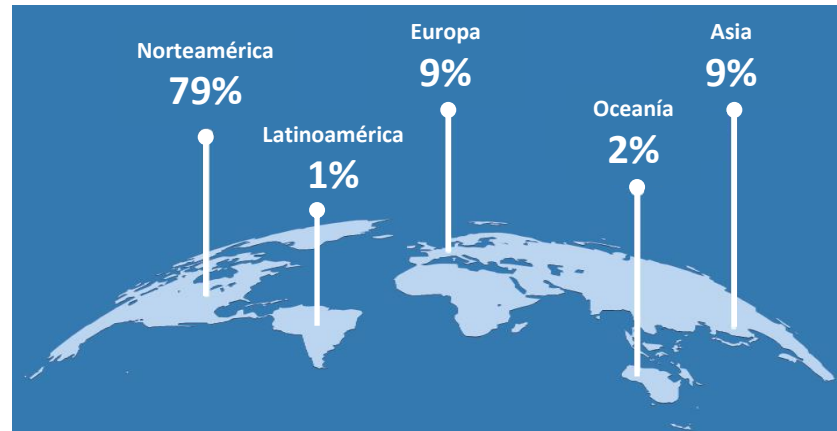 Norteamérica
79%
Latinoamérica
1%
Europa
9%
Oceanía
2%
Asia
9%